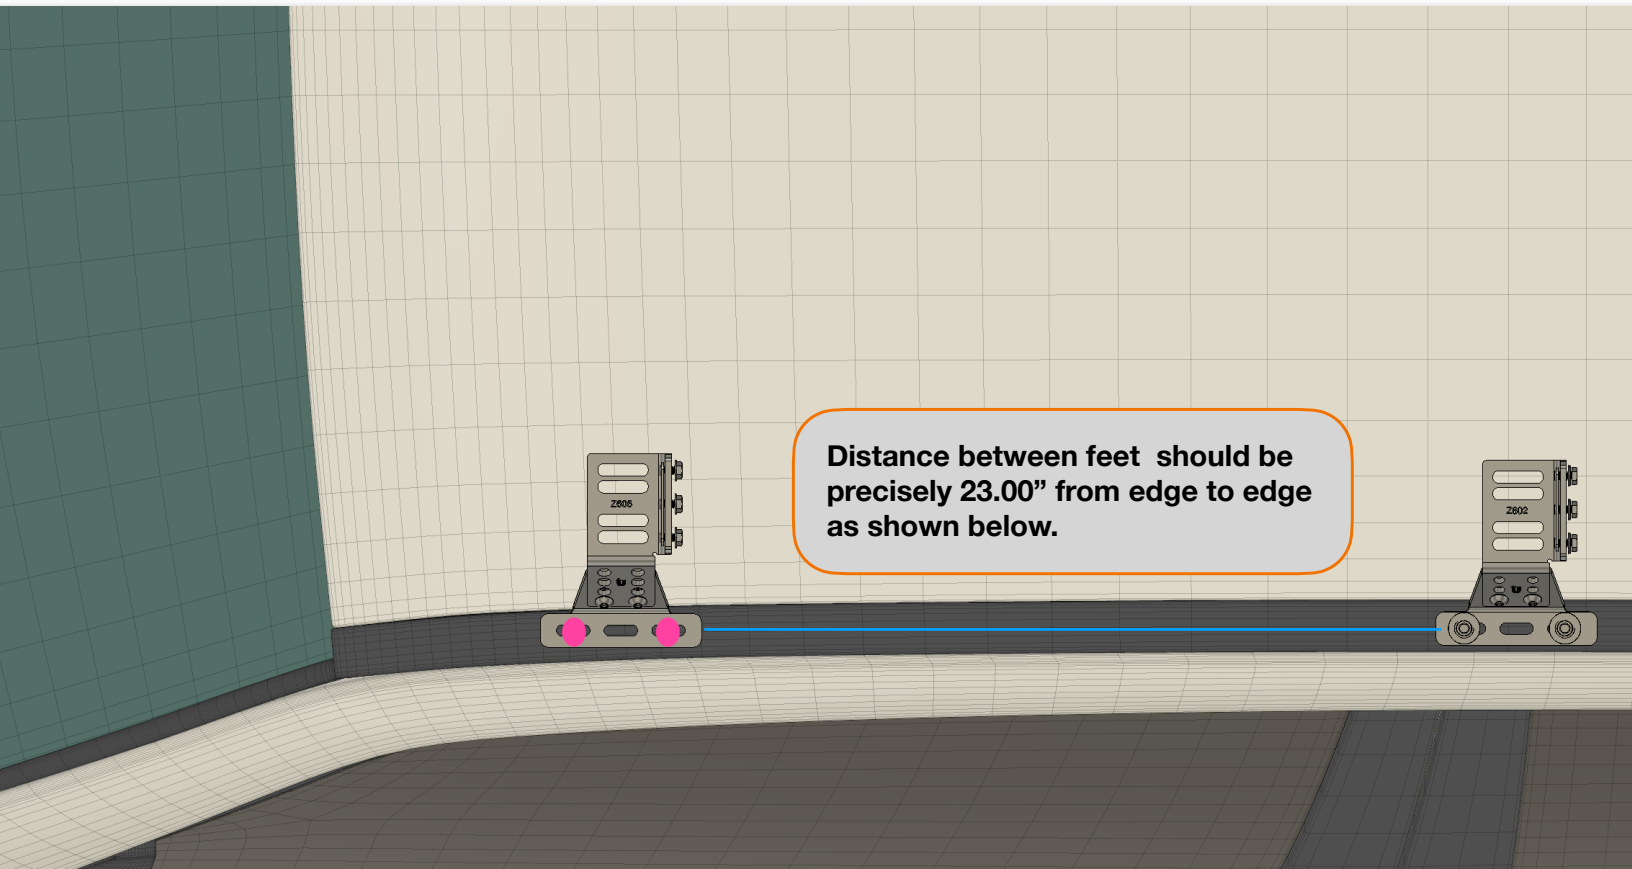 Distance between feet should be
precisely 23.00” from edge to edge
as shown below.
Z605
Z602